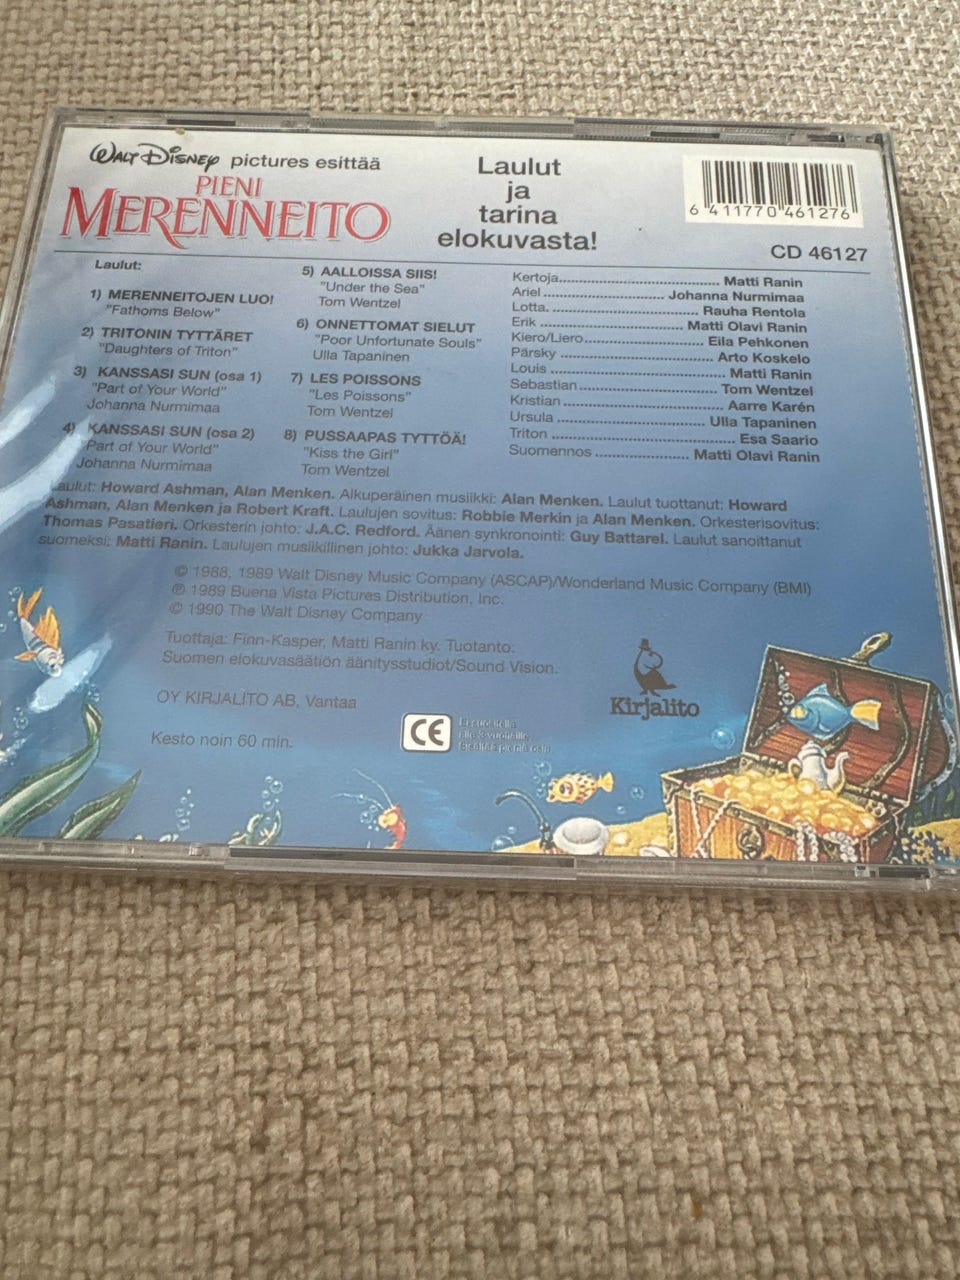 WALT DISNEY pictures esittää
PIENI
MERENNEITO
Laulut
ja
tarina
elokuvasta!
6 411770 461276
CD 46127
Laulut:
1) MERENNEITOJEN LUO!
"Fathoms Below"
2) TRITONIN TYTTÄRET
"Daughters of Triton"
3) KANSSASI SUN (osa 1)
"Part of Your World"
Johanna Nurmimaa
4) KANSSASI SUN (osa 2)
"Part of Your World"
Johanna Nurmimaa
5) AALLOISSA SIIS!
"Under the Sea"
Tom Wentzel
6) ONNETTOMAT SIELUT
"Poor Unfortunate Souls"
Ulla Tapaninen
7) LES POISSONS
"Les Poissons"
Tom Wentzel
8) PUSSAAPAS TYTTÖÄ!
"Kiss the Girl"
Tom Wentzel
Kertoja........................................ Matti Ranin
Ariel .............................. Johanna Nurmimaa
Lotta. .................................... Rauha Rentola
Erik ................................... Matti Olavi Ranin
Kiero/Liero............................. Eila Pehkonen
Pärsky ..................................... Arto Koskelo
Louis ........................................... Matti Ranin
Sebastian................................... Tom Wentzel
Kristian ........................................ Aarre Karén
Ursula ...................................... Ulla Tapaninen
Triton ............................................. Esa Saario
Suomennos ....................... Matti Olavi Ranin
Laulut: Howard Ashman, Alan Menken. Alkuperäinen musiikki: Alan Menken. Laulut tuottanut: Howard
Ashman, Alan Menken ja Robert Kraft. Laulujen sovitus: Robbie Merkin ja Alan Menken. Orkesterisovitus:
Thomas Pasatieri. Orkesterin johto: J.A.C. Redford. Äänen synkronointi: Guy Battarel. Laulut sanoittanut
suomeksi: Matti Ranin. Laulujen musiikillinen johto: Jukka Jarvola.
© 1988, 1989 Walt Disney Music Company (ASCAP)/Wonderland Music Company (BMI)
℗ 1989 Buena Vista Pictures Distribution, Inc.
© 1990 The Walt Disney Company
Tuottaja: Finn-Kasper, Matti Ranin ky. Tuotanto:
Suomen elokuvasäätiön äänitysstudiot/Sound Vision.
OY KIRJALITO AB, Vantaa
Kirjalito
Kesto noin 60 min.
CE
Ei suositella
alle 3-vuotiaille